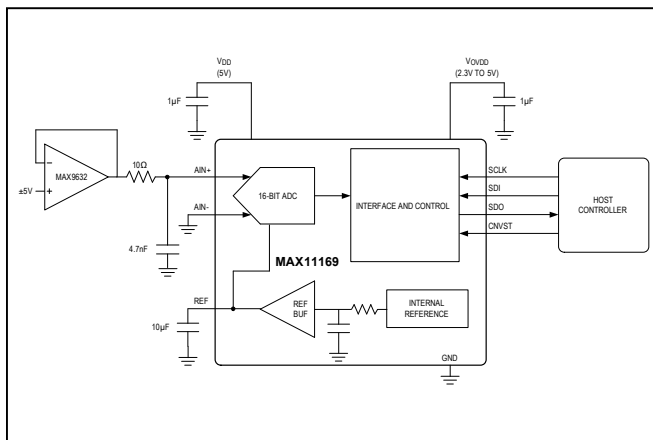 VDD
(5V)
VOVDD
(2.3V TO 5V)
1µF
1µF
10Ω
MAX9632
±5V
-
+
AIN+
AIN-
16-BIT ADC
INTERFACE AND CONTROL
SCLK
SDI
SDO
CNVST
HOST
CONTROLLER
4.7nF
MAX11169
REF
10µF
REF
BUF
INTERNAL
REFERENCE
GND